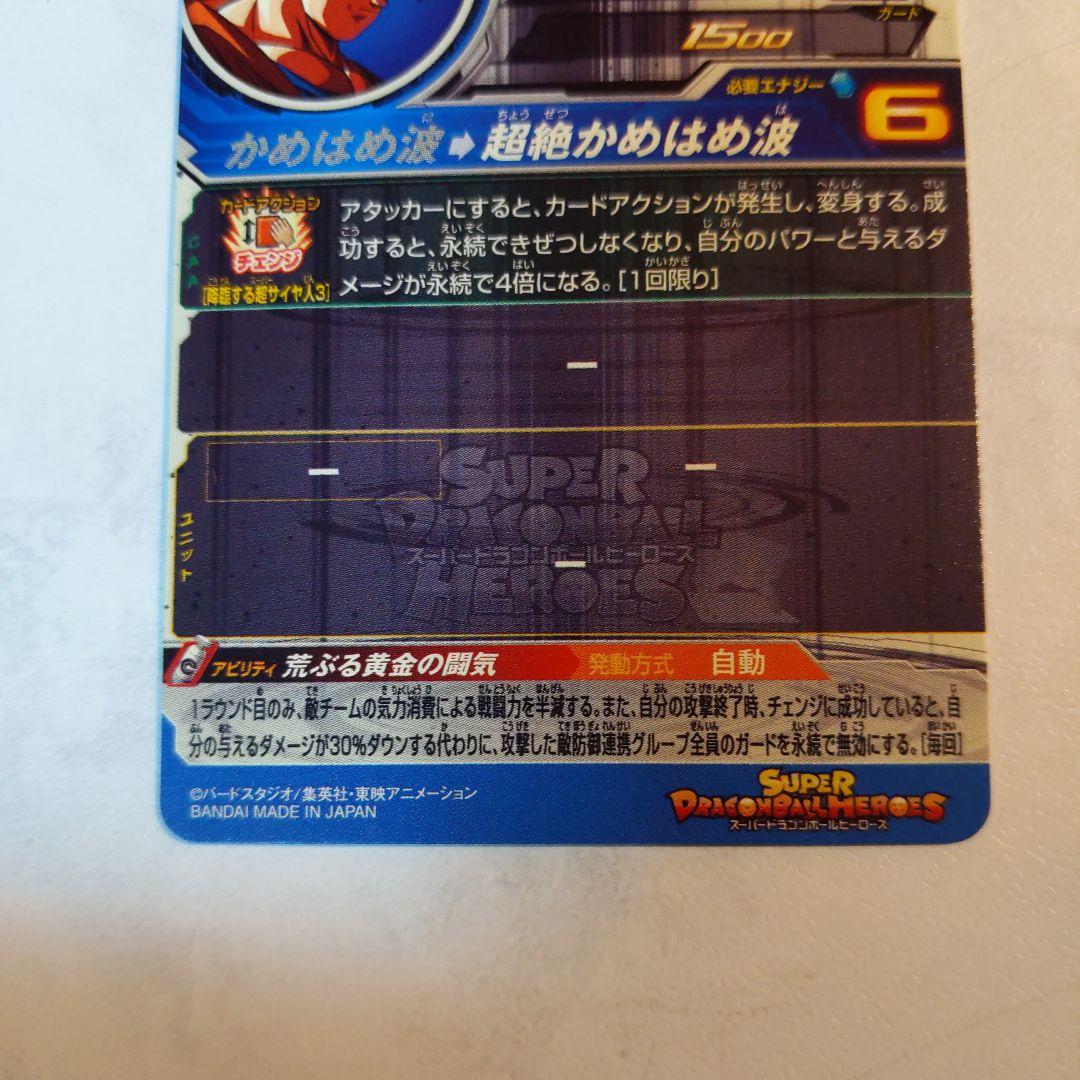 カード
1500
必要エナジー
6
かめはめ波 超絶かめはめ波
カードアクション
チェンジ
[降臨する超サイヤ人3]
CAA
アタッカーにすると、カードアクションが発生し、変身する。成
功すると、永続できぜつしなくなり、自分のパワーと与えるダ
メージが永続で4倍になる。[1回限り]
ー
ー
ー
ー
ユニット
SUPER
DRAGONBALL
スーパードラゴンボールヒーローズ
HEROES
アビリティ 荒ぶる黄金の闘気 発動方式 自動
1ラウンド目のみ、敵チームの気力消費による戦闘力を半減する。また、自分の攻撃終了時、チェンジに成功していると、自
分の与えるダメージが30%ダウンする代わりに、攻撃した敵防御連携グループ全員のガードを永続で無効にする。[毎回]
©バードスタジオ/集英社・東映アニメーション
BANDAI MADE IN JAPAN
SUPER
DRAGONBALL HEROES
スーパードラゴンボールヒーローズ